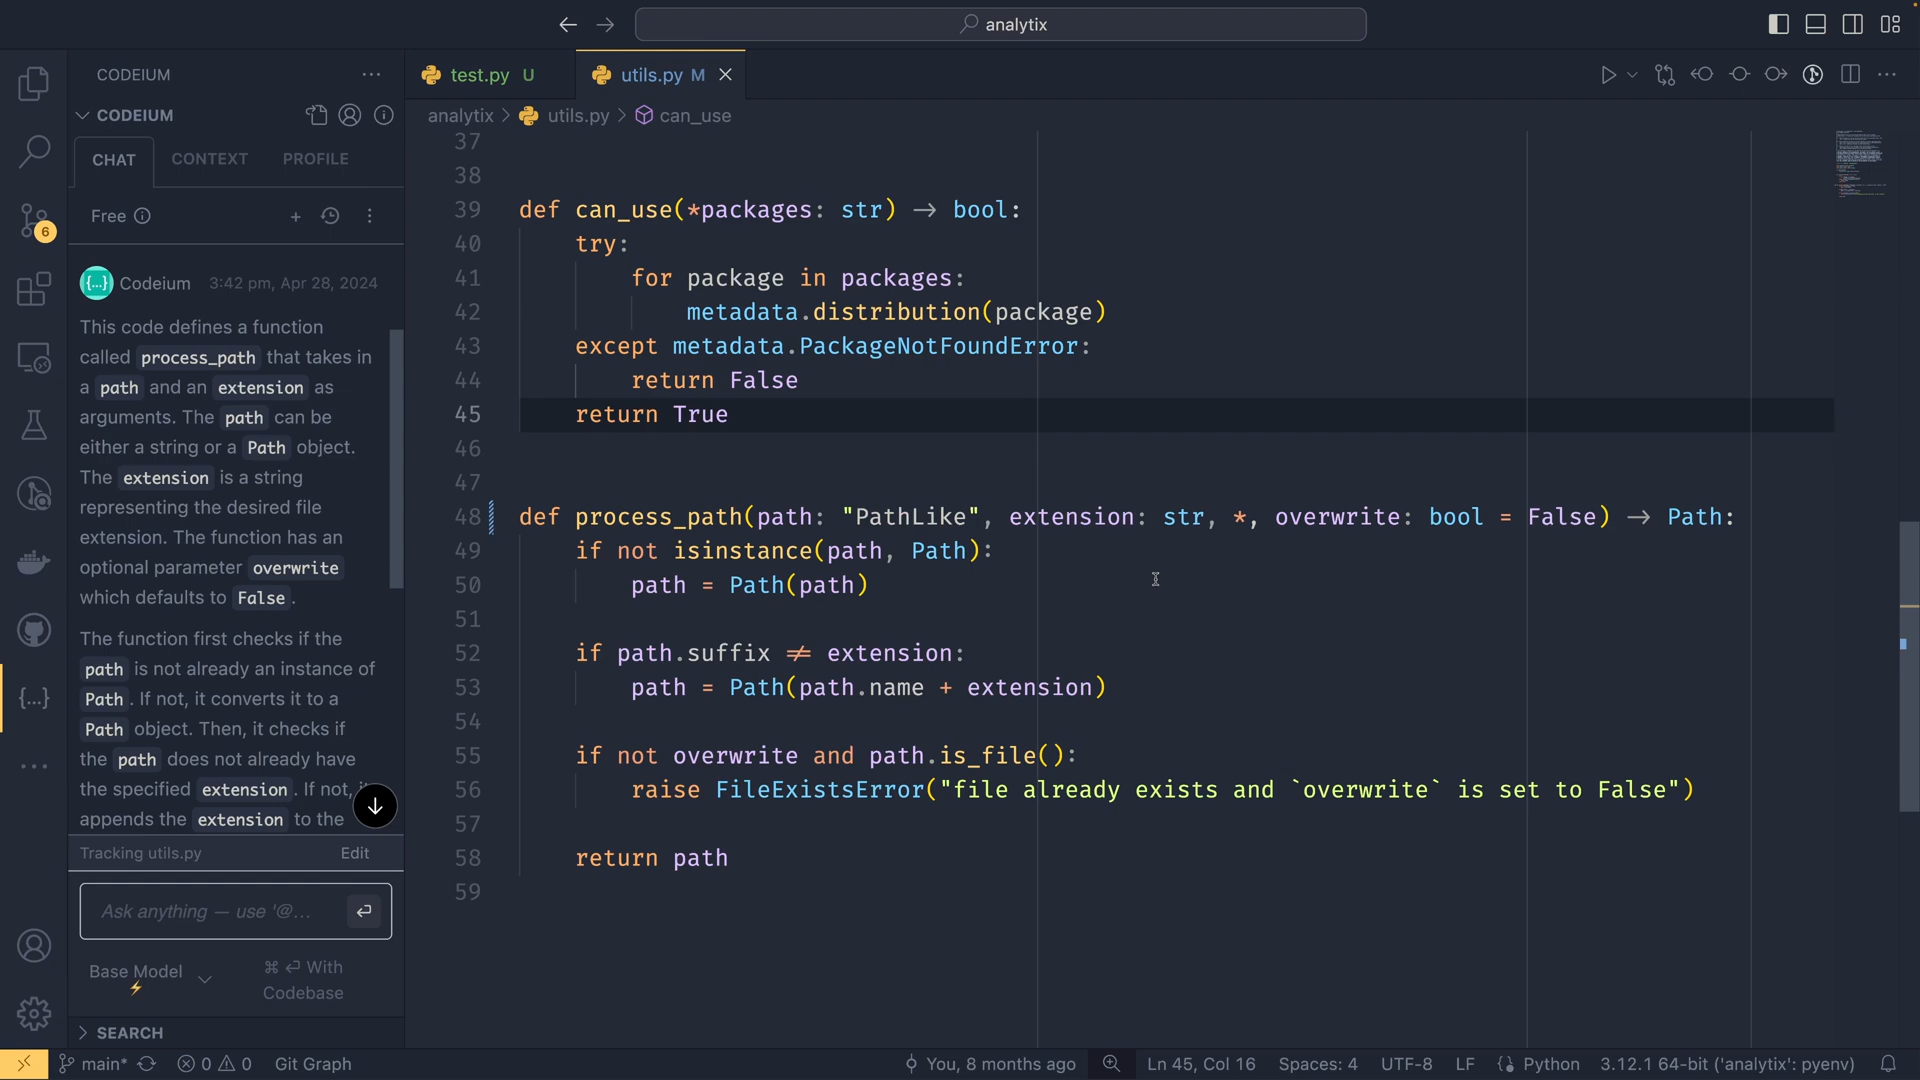 analytix
CODEIUM
CODEIUM
CHAT CONTEXT PROFILE
Free
Codeium 3:42 pm, Apr 28, 2024
This code defines a function
called process_path that takes in
a path and an extension as
arguments. The path can be
either a string or a Path object.
The extension is a string
representing the desired file
extension. The function has an
optional parameter overwrite
which defaults to False.
The function first checks if the
path is not already an instance of
Path. If not, it converts it to a
Path object. Then, it checks if
the path does not already have
the specified extension. If not,
appends the extension to the
Tracking utils.py Edit
Ask anything — use '@...
Base Model ⚡
⌘ ⏎ With
Codebase
SEARCH
6
test.py U
utils.py M
analytix > utils.py > can_use
37
38
39 def can_use(*packages: str) → bool:
40     try:
41         for package in packages:
42             metadata.distribution(package)
43     except metadata.PackageNotFoundError:
44         return False
45     return True
46
47
48 def process_path(path: "PathLike", extension: str, *, overwrite: bool = False) → Path:
49     if not isinstance(path, Path):
50         path = Path(path)
51
52     if path.suffix ≠ extension:
53         path = Path(path.name + extension)
54
55     if not overwrite and path.is_file():
56         raise FileExistsError("file already exists and `overwrite` is set to False")
57
58     return path
59
main* 0 0 Git Graph You, 8 months ago Ln 45, Col 16 Spaces: 4 UTF-8 LF Python 3.12.1 64-bit ('analytix': pyenv)